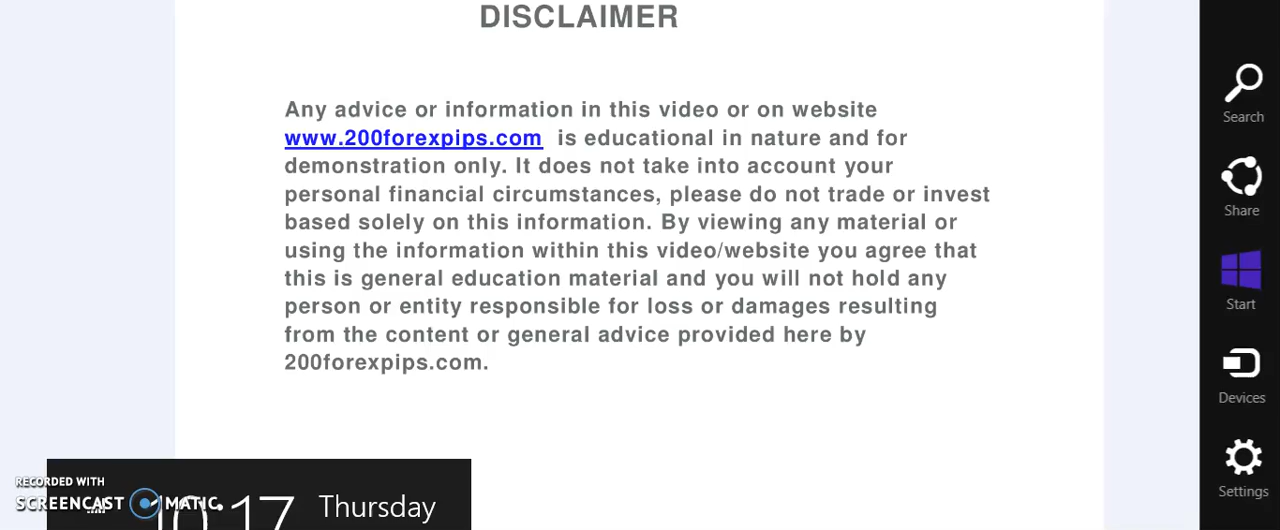 DISCLAIMER
Any advice or information in this video or on website
www.200forexpips.com is educational in nature and for
demonstration only. It does not take into account your
personal financial circumstances, please do not trade or invest
based solely on this information. By viewing any material or
using the information within this video/website you agree that
this is general education material and you will not hold any
person or entity responsible for loss or damages resulting
from the content or general advice provided here by
200forexpips.com.
Search
Share
Start
Devices
Settings
RECORDED WITH
SCREENCAST MATIC
10:17 Thursday